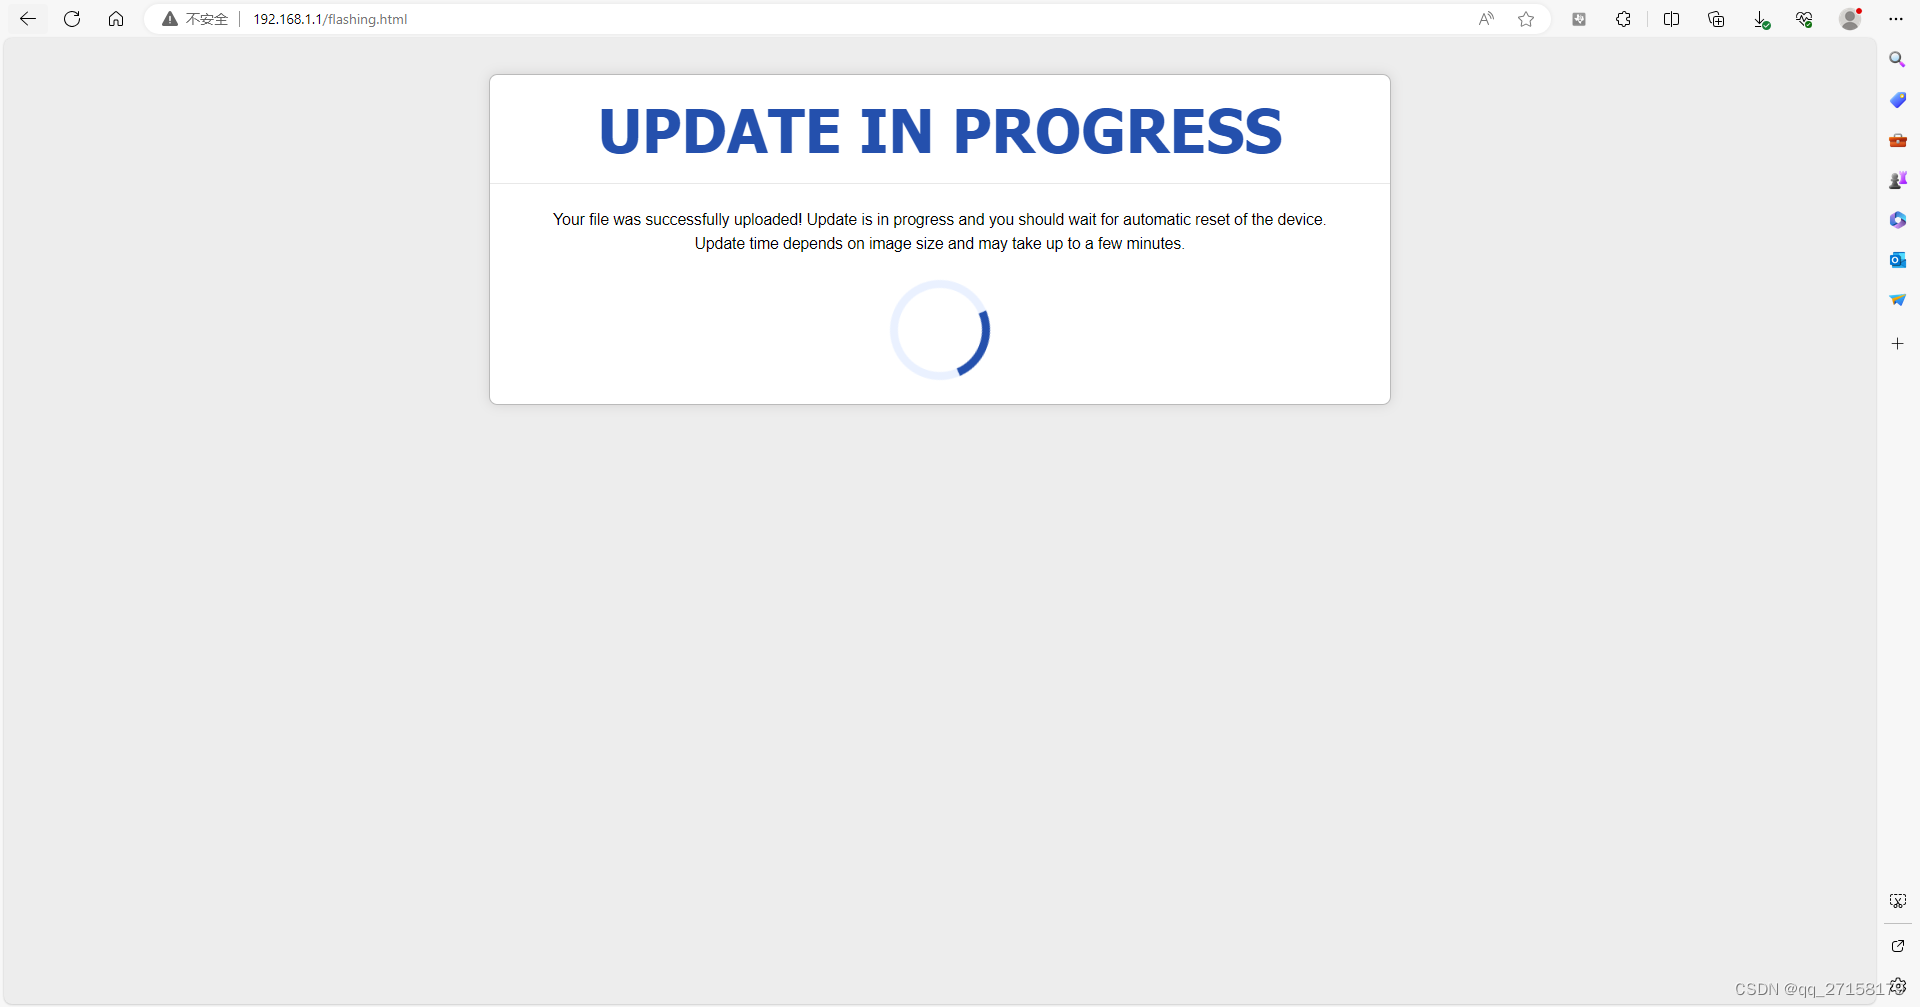 不安全 192.168.1.1/flashing.html
UPDATE IN PROGRESS
Your file was successfully uploaded! Update is in progress and you should wait for automatic reset of the device.
Update time depends on image size and may take up to a few minutes.
CSDN @qq_27158179